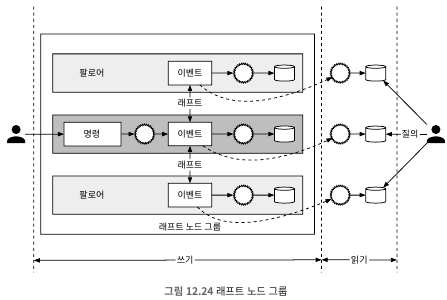 팔로어
이벤트
래프트
명령
이벤트
질의
래프트
팔로어
이벤트
래프트 노드 그룹
쓰기
읽기
그림 12.24 래프트 노드 그룹